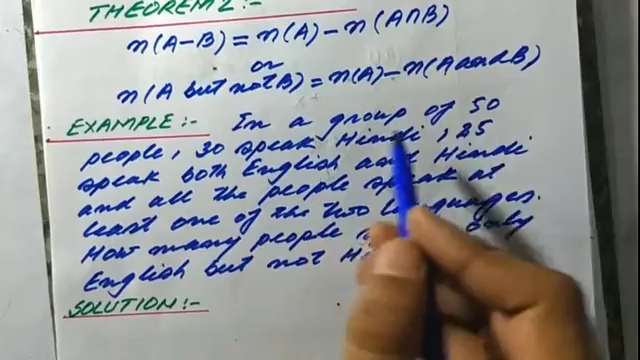 THEOREM 2:-
n(A-B) = n(A) - n(A∩B)
or
n(A but not B) = n(A) - n(A and B)
EXAMPLE:- In a group of 50
people, 30 speak Hindi, 25
speak both English and Hindi
and all the people speak at
least one of the two languages.
How many people only
English but not
SOLUTION:-